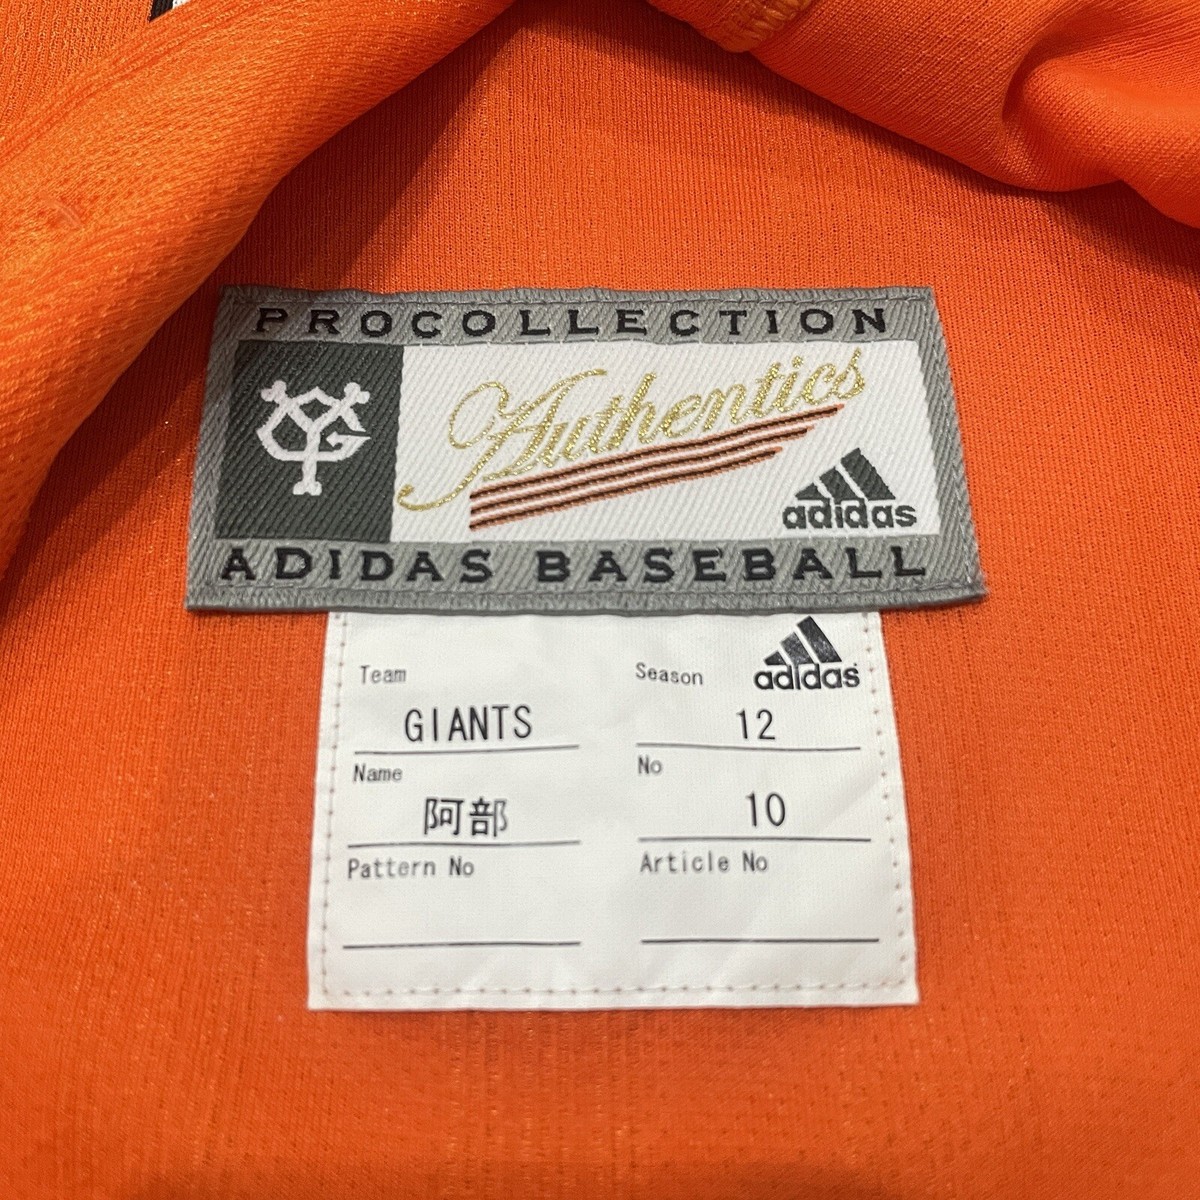 PROCOLLECTION
YG
Authentics
adidas
ADIDAS BASEBALL
adidas
Team Season
GIANTS 12
Name No
阿部 10
Pattern No Article No